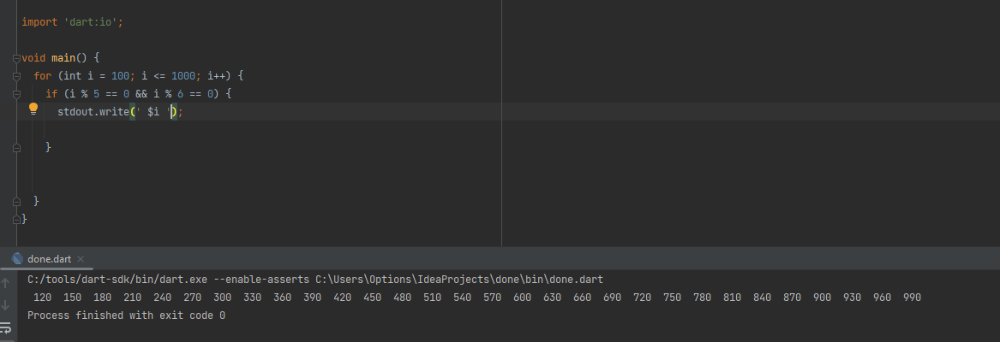 import 'dart:io';
void main() {
for (int i = 100; i <= 1000; i++) {
if (i % 5 == 0 && i % 6 == 0) {
stdout.write(' $i ');
}
}
}
done.dart
C:/tools/dart-sdk/bin/dart.exe --enable-asserts C:\Users\Options\IdeaProjects\done\bin\done.dart
120 150 180 210 240 270 300 330 360 390 420 450 480 510 540 570 600 630 660 690 720 750 780 810 840 870 900 930 960 990
Process finished with exit code 0